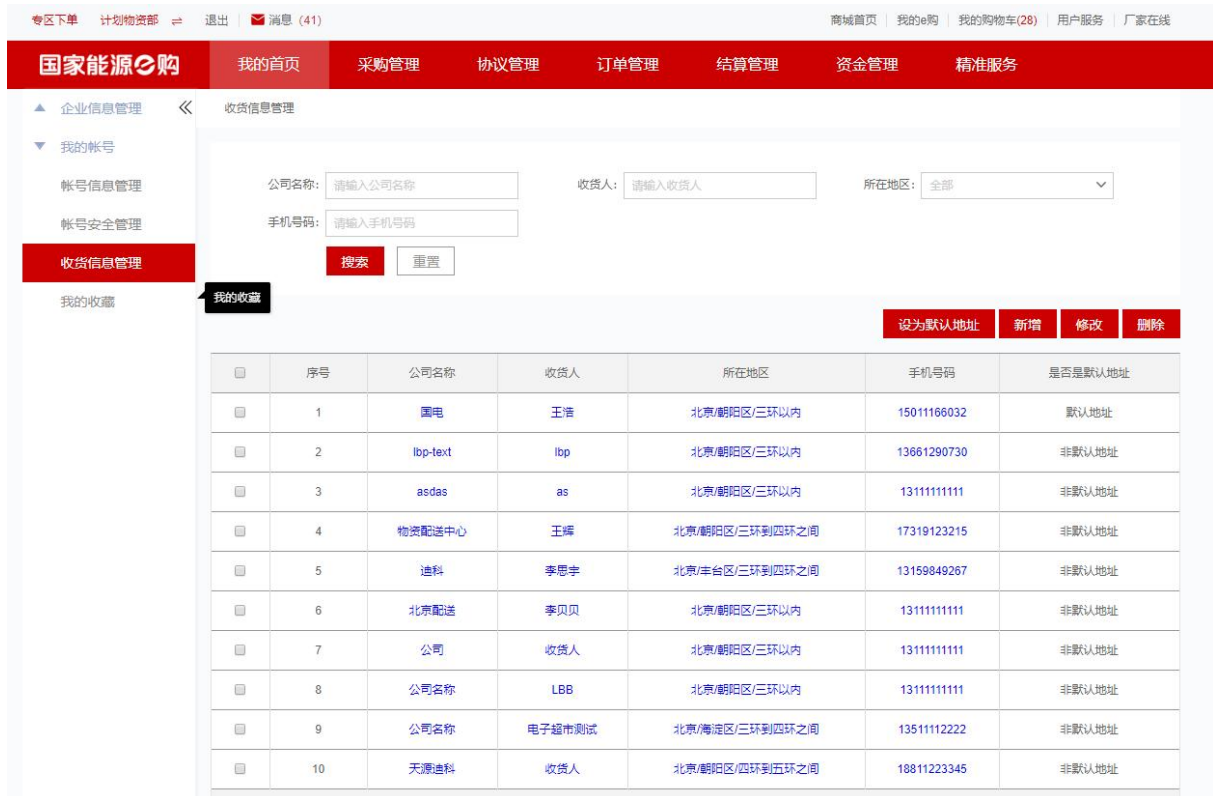 专区下单 计划物资部 ⇌ 退出 消息 (41) 商城首页 我的e购 我的购物车(28) 用户服务 厂家在线
国家能源e购 我的首页 采购管理 协议管理 订单管理 结算管理 资金管理 精准服务
企业信息管理 收货信息管理
我的帐号
帐号信息管理 公司名称: 请输入公司名称 收货人: 请输入收货人 所在地区: 全部
帐号安全管理 手机号码: 请输入手机号码
收货信息管理 搜索 重置
我的收藏 我的收藏
设为默认地址 新增 修改 删除
序号 公司名称 收货人 所在地区 手机号码 是否是默认地址
1 国电 王浩 北京/朝阳区/三环以内 15011166032 默认地址
2 lbp-text lbp 北京/朝阳区/三环以内 13661290730 非默认地址
3 asdas as 北京/朝阳区/三环以内 13111111111 非默认地址
4 物资配送中心 王辉 北京/朝阳区/三环到四环之间 17319123215 非默认地址
5 迪科 李思宇 北京/丰台区/三环到四环之间 13159849267 非默认地址
6 北京配送 李贝贝 北京/朝阳区/三环以内 13111111111 非默认地址
7 公司 收货人 北京/朝阳区/三环以内 13111111111 非默认地址
8 公司名称 LBB 北京/朝阳区/三环以内 13111111111 非默认地址
9 公司名称 电子超市测试 北京/海淀区/三环到四环之间 13511112222 非默认地址
10 天源迪科 收货人 北京/朝阳区/四环到五环之间 18811223345 非默认地址